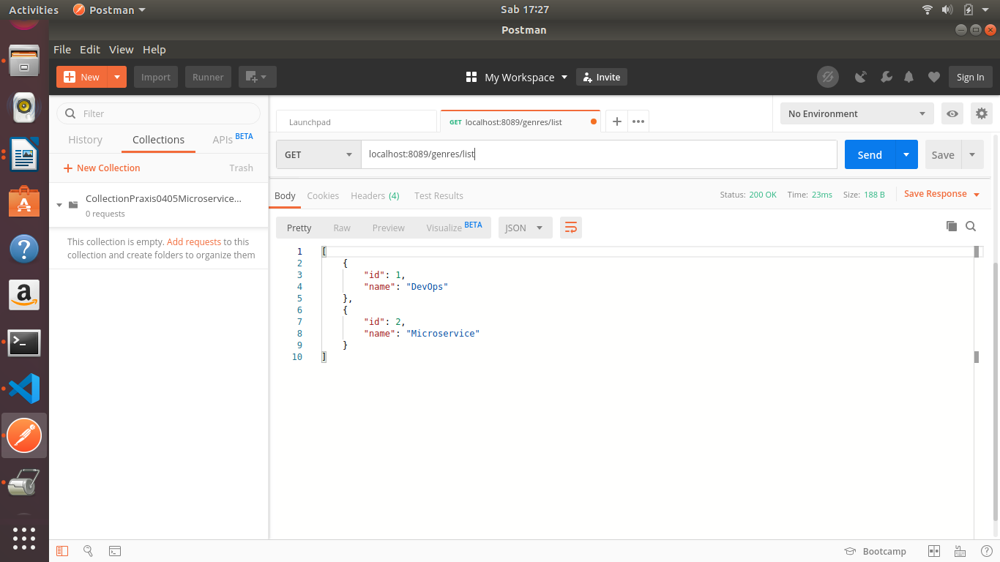 Activities Postman Sab 17:27
Postman
File Edit View Help
New Import Runner My Workspace Invite Sign In
Filter
History Collections APIs BETA
New Collection Trash
CollectionPraxis0405Microservice...
0 requests
This collection is empty. Add requests to this
collection and create folders to organize them
Launchpad GET localhost:8089/genres/list No Environment
GET localhost:8089/genres/list Send Save
Body Cookies Headers (4) Test Results Status: 200 OK Time: 23ms Size: 188 B Save Response
Pretty Raw Preview Visualize BETA JSON
1 [
2 {
3 "id": 1,
4 "name": "DevOps"
5 },
6 {
7 "id": 2,
8 "name": "Microservice"
9 }
10 ]
Bootcamp